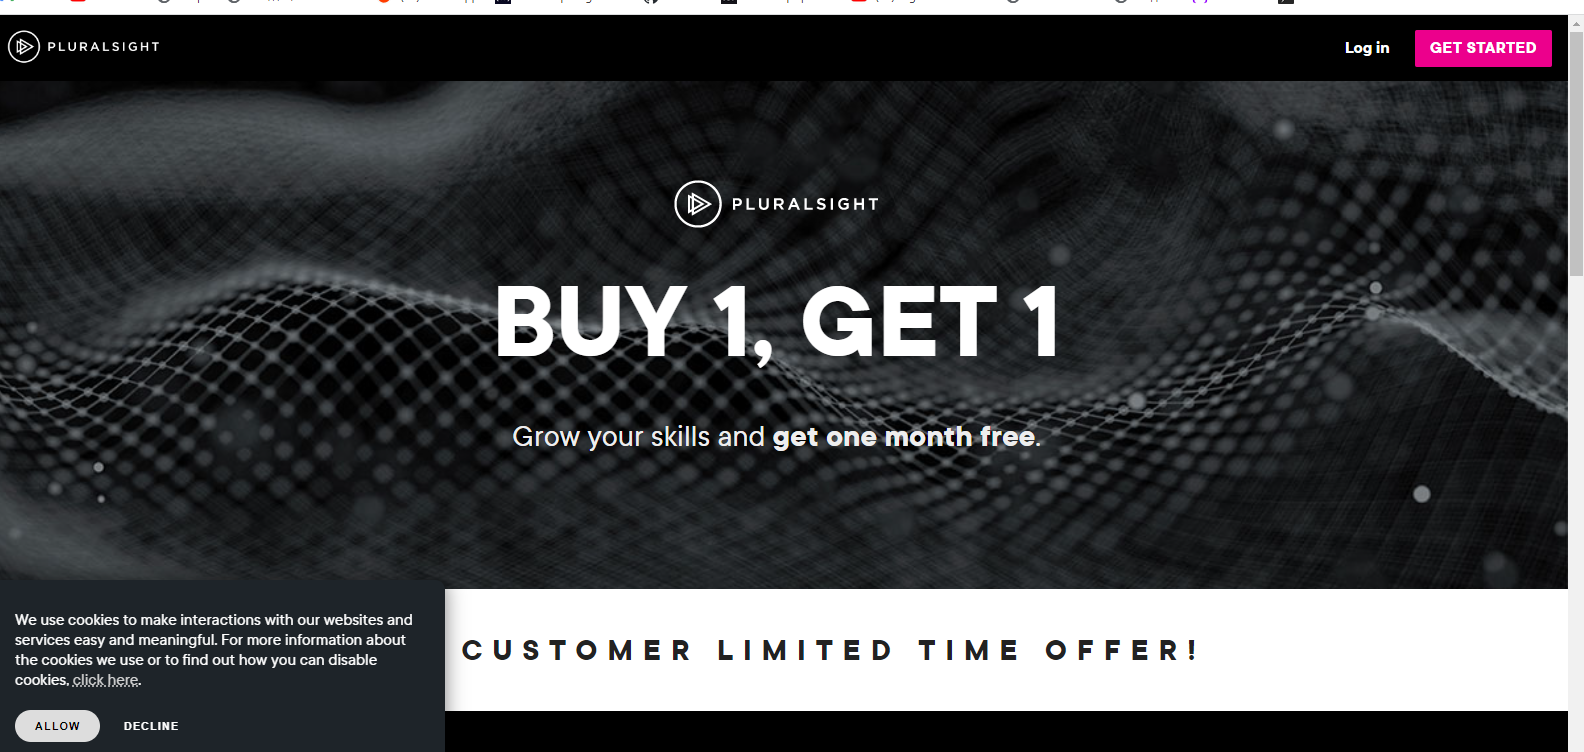 PLURALSIGHT
Log in
GET STARTED
PLURALSIGHT
BUY 1, GET 1
Grow your skills and get one month free.
CUSTOMER LIMITED TIME OFFER!
We use cookies to make interactions with our websites and
services easy and meaningful. For more information about
the cookies we use or to find out how you can disable
cookies, click here.
ALLOW
DECLINE